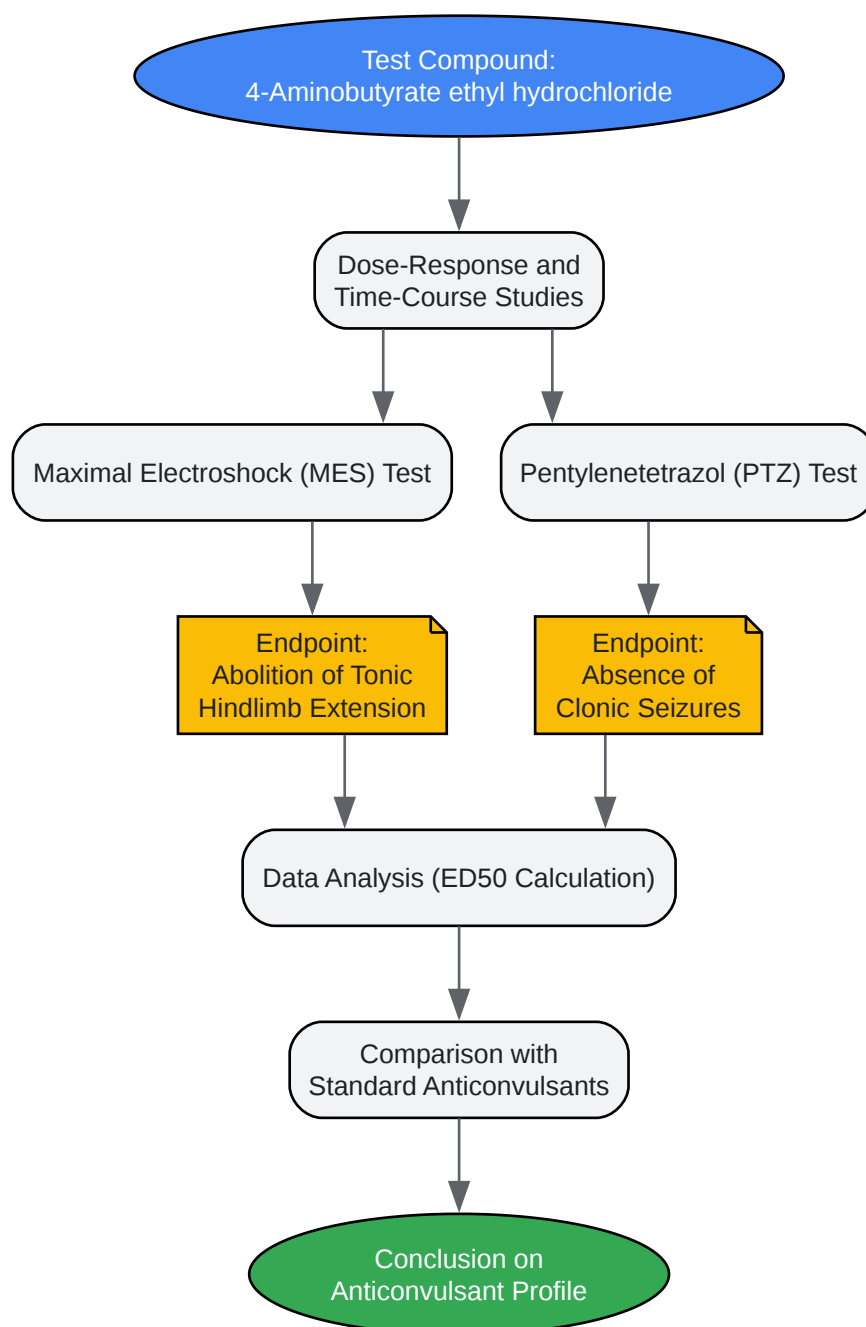 Test Compound:
4-Aminobutyrate ethyl hydrochloride
Dose-Response and
Time-Course Studies
Maximal Electroshock (MES) Test
Pentylenetetrazol (PTZ) Test
Endpoint:
Abolition of Tonic
Hindlimb Extension
Endpoint:
Absence of
Clonic Seizures
Data Analysis (ED50 Calculation)
Comparison with
Standard Anticonvulsants
Conclusion on
Anticonvulsant Profile